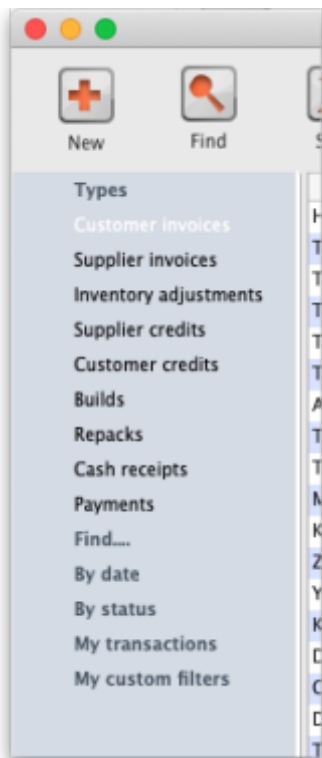 New Find
Types
Customer invoices
Supplier invoices
Inventory adjustments
Supplier credits
Customer credits
Builds
Repacks
Cash receipts
Payments
Find....
By date
By status
My transactions
My custom filters